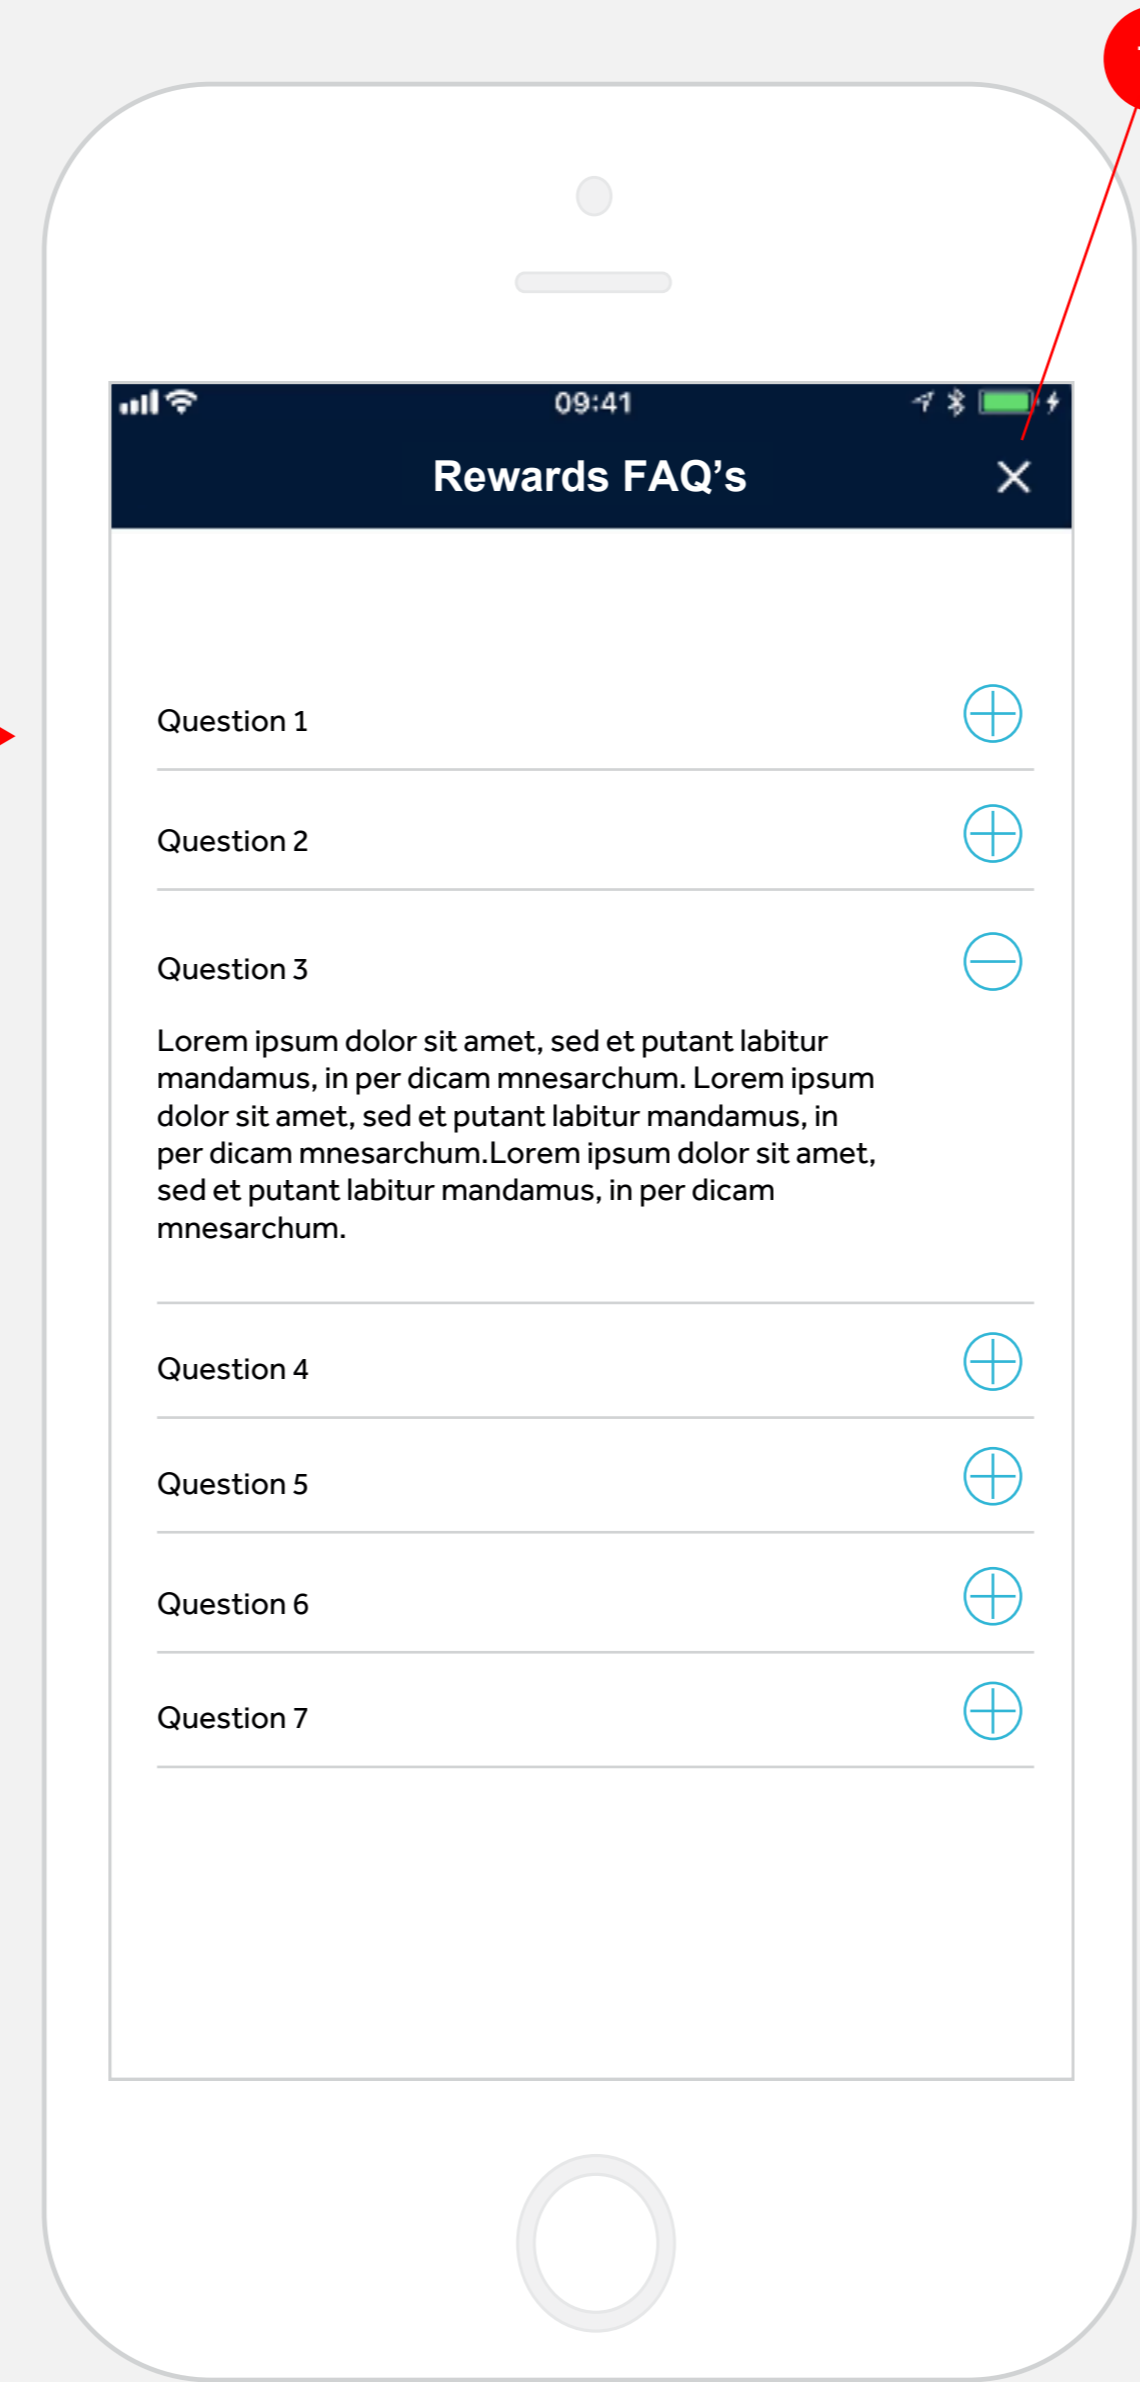 09:41
Rewards FAQ’s
Question 1
Question 2
Question 3
Lorem ipsum dolor sit amet, sed et putant labitur
mandamus, in per dicam mnesarchum. Lorem ipsum
dolor sit amet, sed et putant labitur mandamus, in
per dicam mnesarchum.Lorem ipsum dolor sit amet,
sed et putant labitur mandamus, in per dicam
mnesarchum.
Question 4
Question 5
Question 6
Question 7